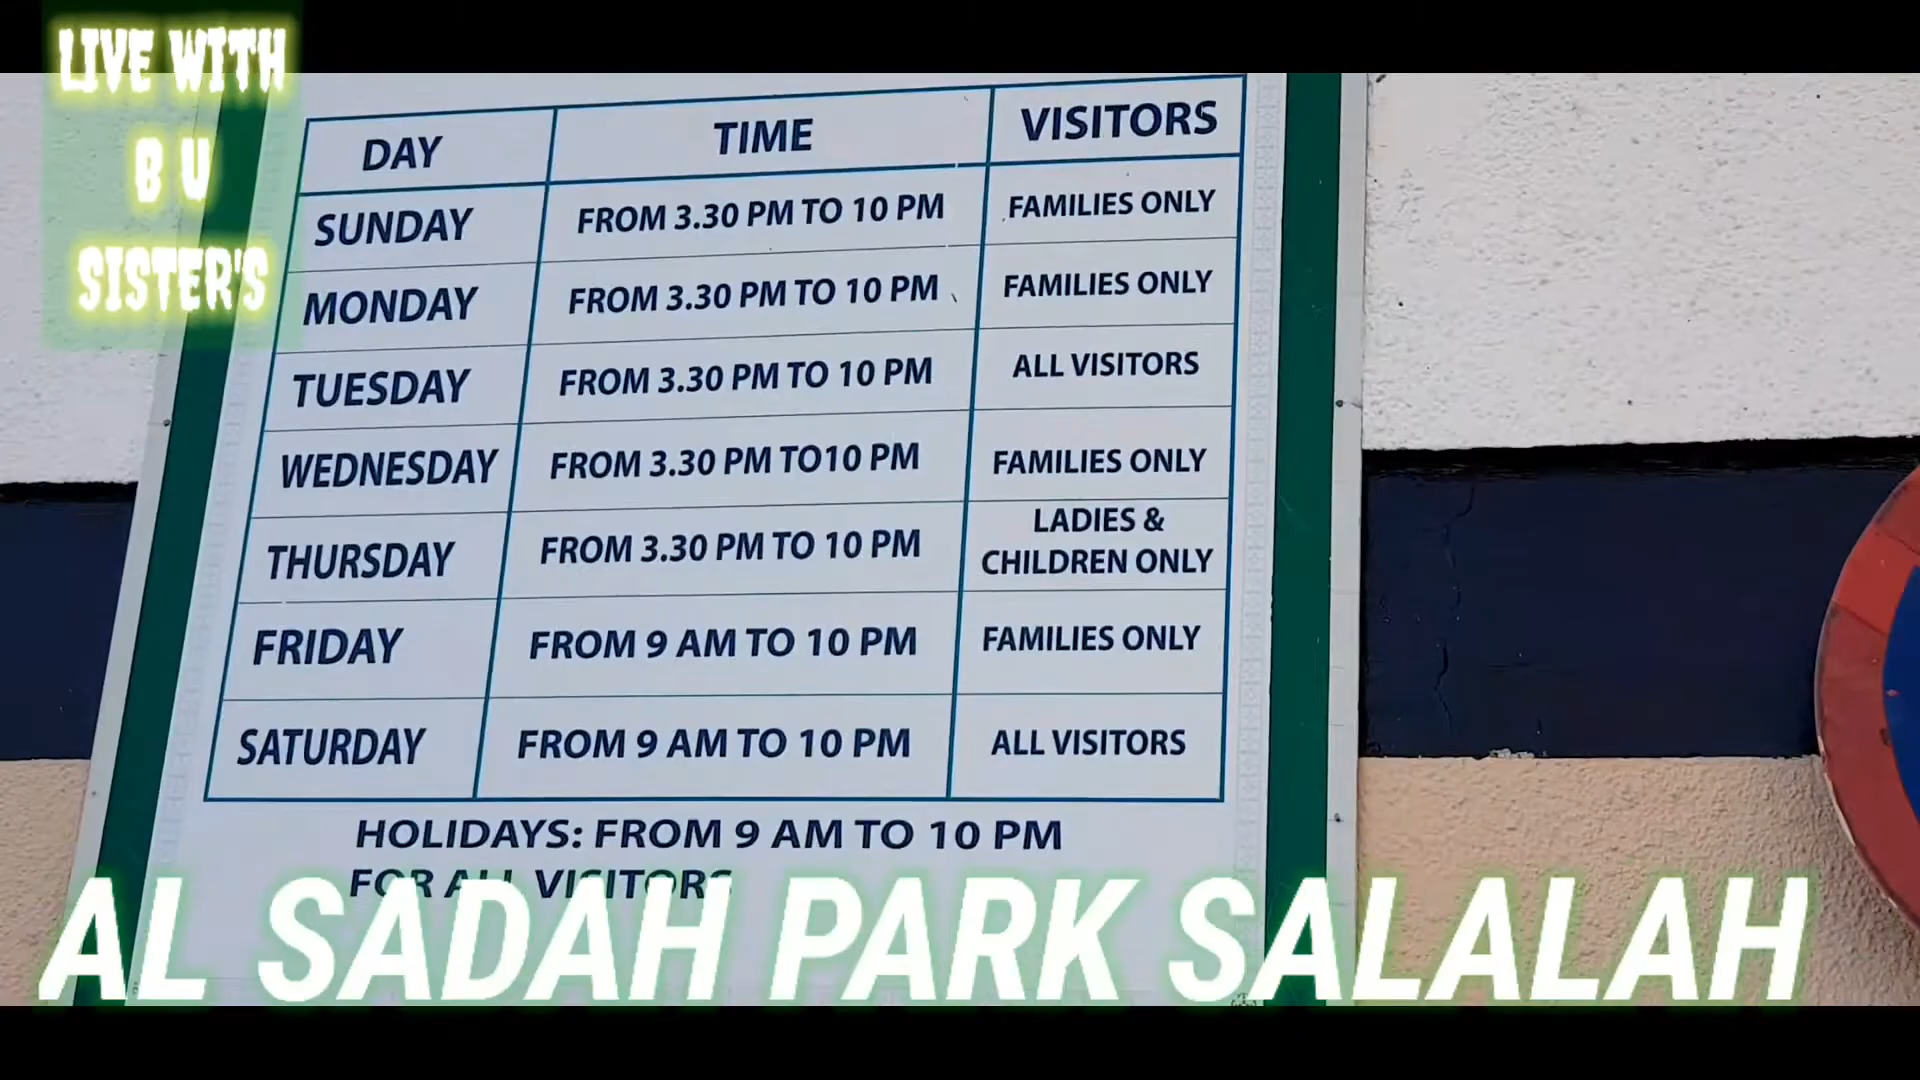 LIVE WITH
B U
SISTER'S
DAY TIME VISITORS
SUNDAY FROM 3.30 PM TO 10 PM FAMILIES ONLY
MONDAY FROM 3.30 PM TO 10 PM FAMILIES ONLY
TUESDAY FROM 3.30 PM TO 10 PM ALL VISITORS
WEDNESDAY FROM 3.30 PM TO10 PM FAMILIES ONLY
THURSDAY FROM 3.30 PM TO 10 PM LADIES &
CHILDREN ONLY
FRIDAY FROM 9 AM TO 10 PM FAMILIES ONLY
SATURDAY FROM 9 AM TO 10 PM ALL VISITORS
HOLIDAYS: FROM 9 AM TO 10 PM
FOR ALL VISITORS
AL SADAH PARK SALALAH